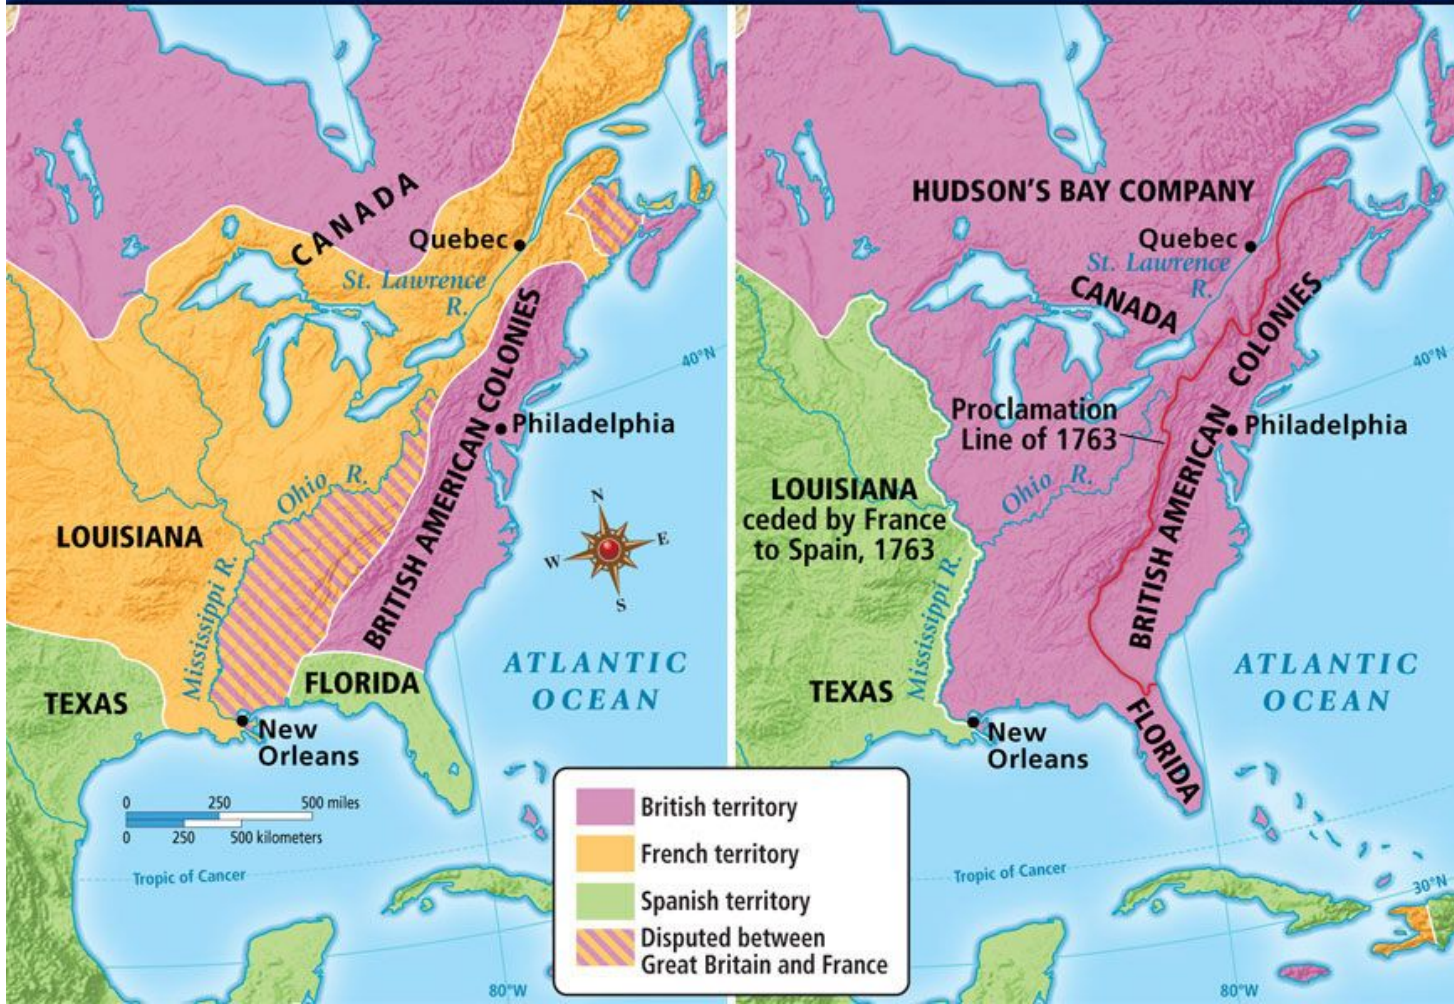 CANADA
Quebec
St. Lawrence
R.
BRITISH AMERICAN COLONIES
40°N
Philadelphia
Ohio R.
LOUISIANA
Mississippi R.
N
W
E
S
ATLANTIC
OCEAN
FLORIDA
TEXAS
New
Orleans
0 250 500 miles
0 250 500 kilometers
Tropic of Cancer
80°W
HUDSON'S BAY COMPANY
Quebec
St. Lawrence
R.
CANADA
BRITISH AMERICAN COLONIES
40°N
Proclamation
Line of 1763
Philadelphia
Ohio R.
LOUISIANA
ceded by France
to Spain, 1763
Mississippi R.
ATLANTIC
OCEAN
TEXAS
FLORIDA
New
Orleans
Tropic of Cancer
30°N
80°W
British territory
French territory
Spanish territory
Disputed between
Great Britain and France